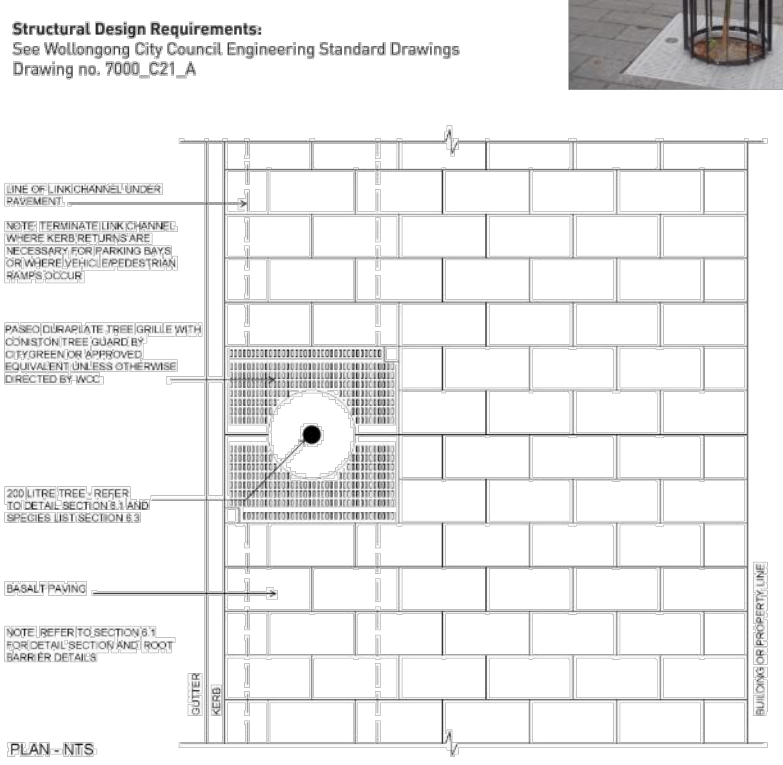 Structural Design Requirements:
See Wollongong City Council Engineering Standard Drawings
Drawing no. 7000_C21_A
LINE OF LINK CHANNEL UNDER
PAVEMENT
NOTE: TERMINATE LINK CHANNEL
WHERE KERB RETURNS ARE
NECESSARY FOR PARKING BAYS
OR WHERE VEHICLE/PEDESTRIAN
RAMPS OCCUR
PASEO DURAPLATE TREE GRILLE WITH
CONISTON TREE GUARD BY
CITYGREEN OR APPROVED
EQUIVALENT UNLESS OTHERWISE
DIRECTED BY WCC
200 LITRE TREE - REFER
TO DETAIL SECTION 6.1 AND
SPECIES LIST SECTION 6.3
BASALT PAVING
NOTE: REFER TO SECTION 6.1
FOR DETAIL SECTION AND ROOT
BARRIER DETAILS
GUTTER
KERB
BUILDING OR PROPERTY LINE
PLAN - NTS